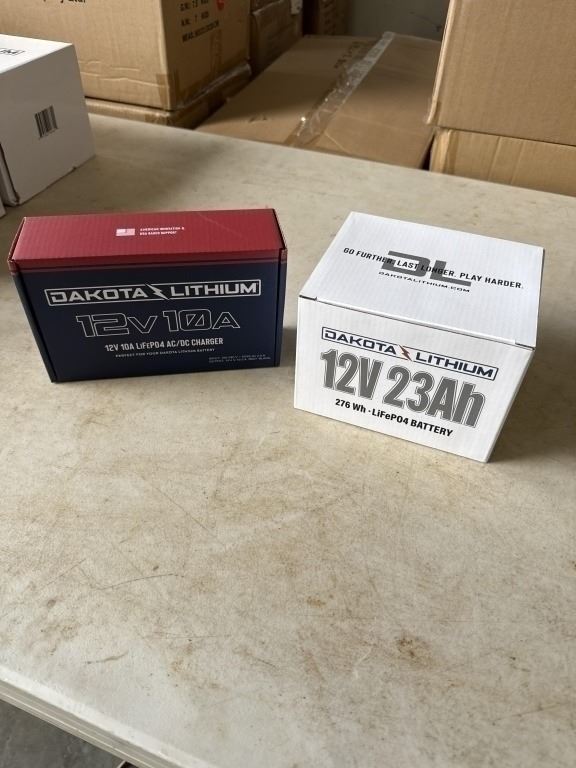 AMERICAN INNOVATION &
USA BASED SUPPORT
DAKOTA LITHIUM
12V 10A
12V 10A LiFePO4 AC/DC CHARGER
PERFECT FOR YOUR DAKOTA LITHIUM BATTERY
DL
GO FURTHER. LAST LONGER. PLAY HARDER.
DAKOTALITHIUM.COM
DAKOTA LITHIUM
12V 23Ah
276 Wh - LiFePO4 BATTERY